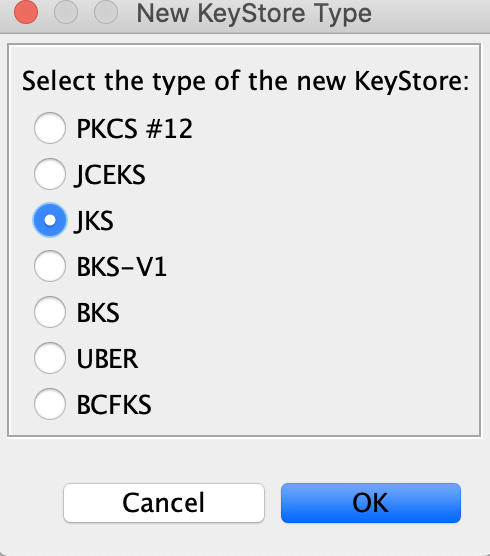 New KeyStore Type
Select the type of the new KeyStore:
PKCS #12
JCEKS
JKS
BKS-V1
BKS
UBER
BCFKS
Cancel
OK